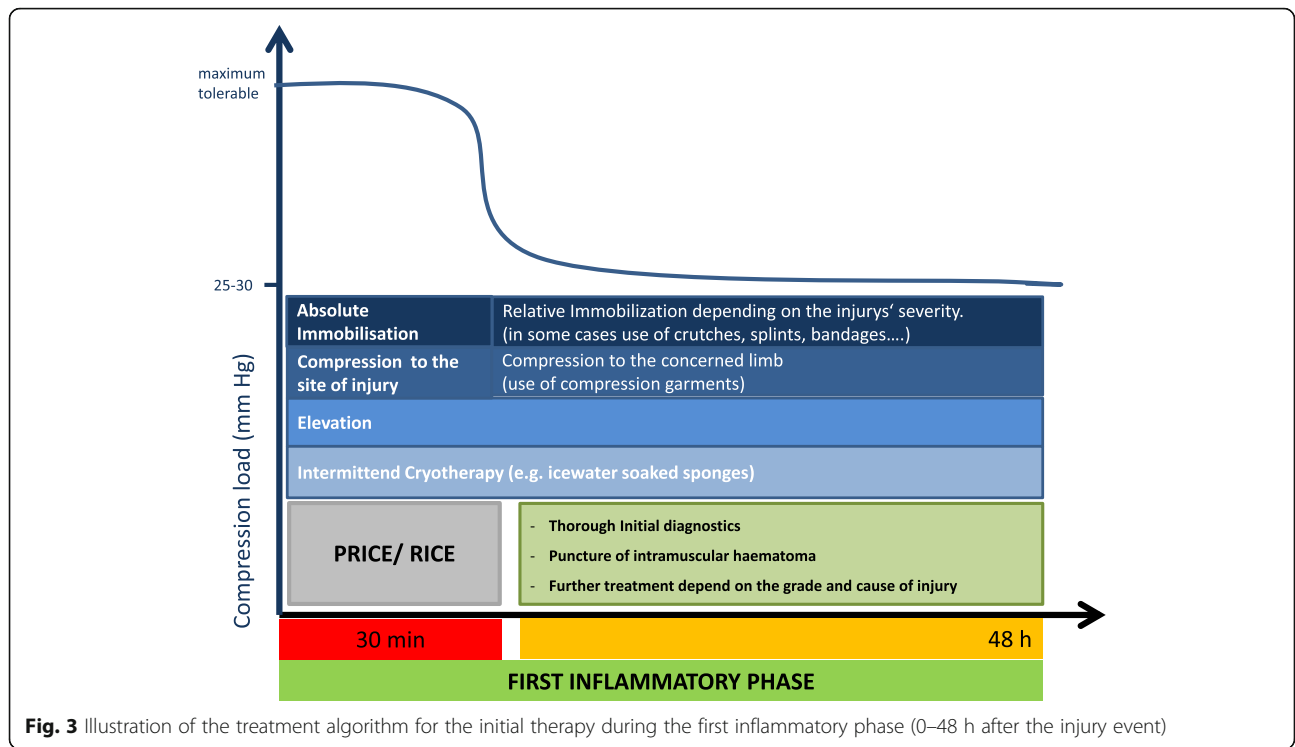 maximum
tolerable
25-30
Compression load (mm Hg)
Absolute
Immobilisation
Relative Immobilization depending on the injurys‘ severity.
(in some cases use of crutches, splints, bandages….)
Compression to the
site of injury
Compression to the concerned limb
(use of compression garments)
Elevation
Intermittend Cryotherapy (e.g. icewater soaked sponges)
PRICE/ RICE
- Thorough Initial diagnostics
- Puncture of intramuscular haematoma
- Further treatment depend on the grade and cause of injury
30 min
48 h
FIRST INFLAMMATORY PHASE
Fig. 3 Illustration of the treatment algorithm for the initial therapy during the first inflammatory phase (0–48 h after the injury event)